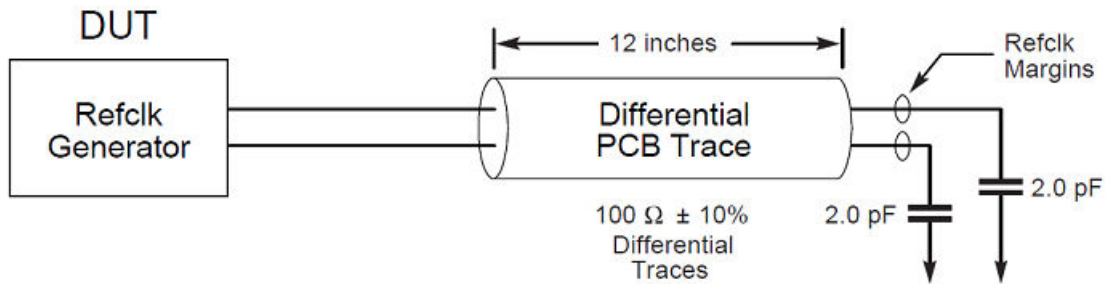 DUT
Refclk
Generator
12 inches
Differential
PCB Trace
Refclk
Margins
100 Ω ± 10%
Differential
Traces
2.0 pF
2.0 pF